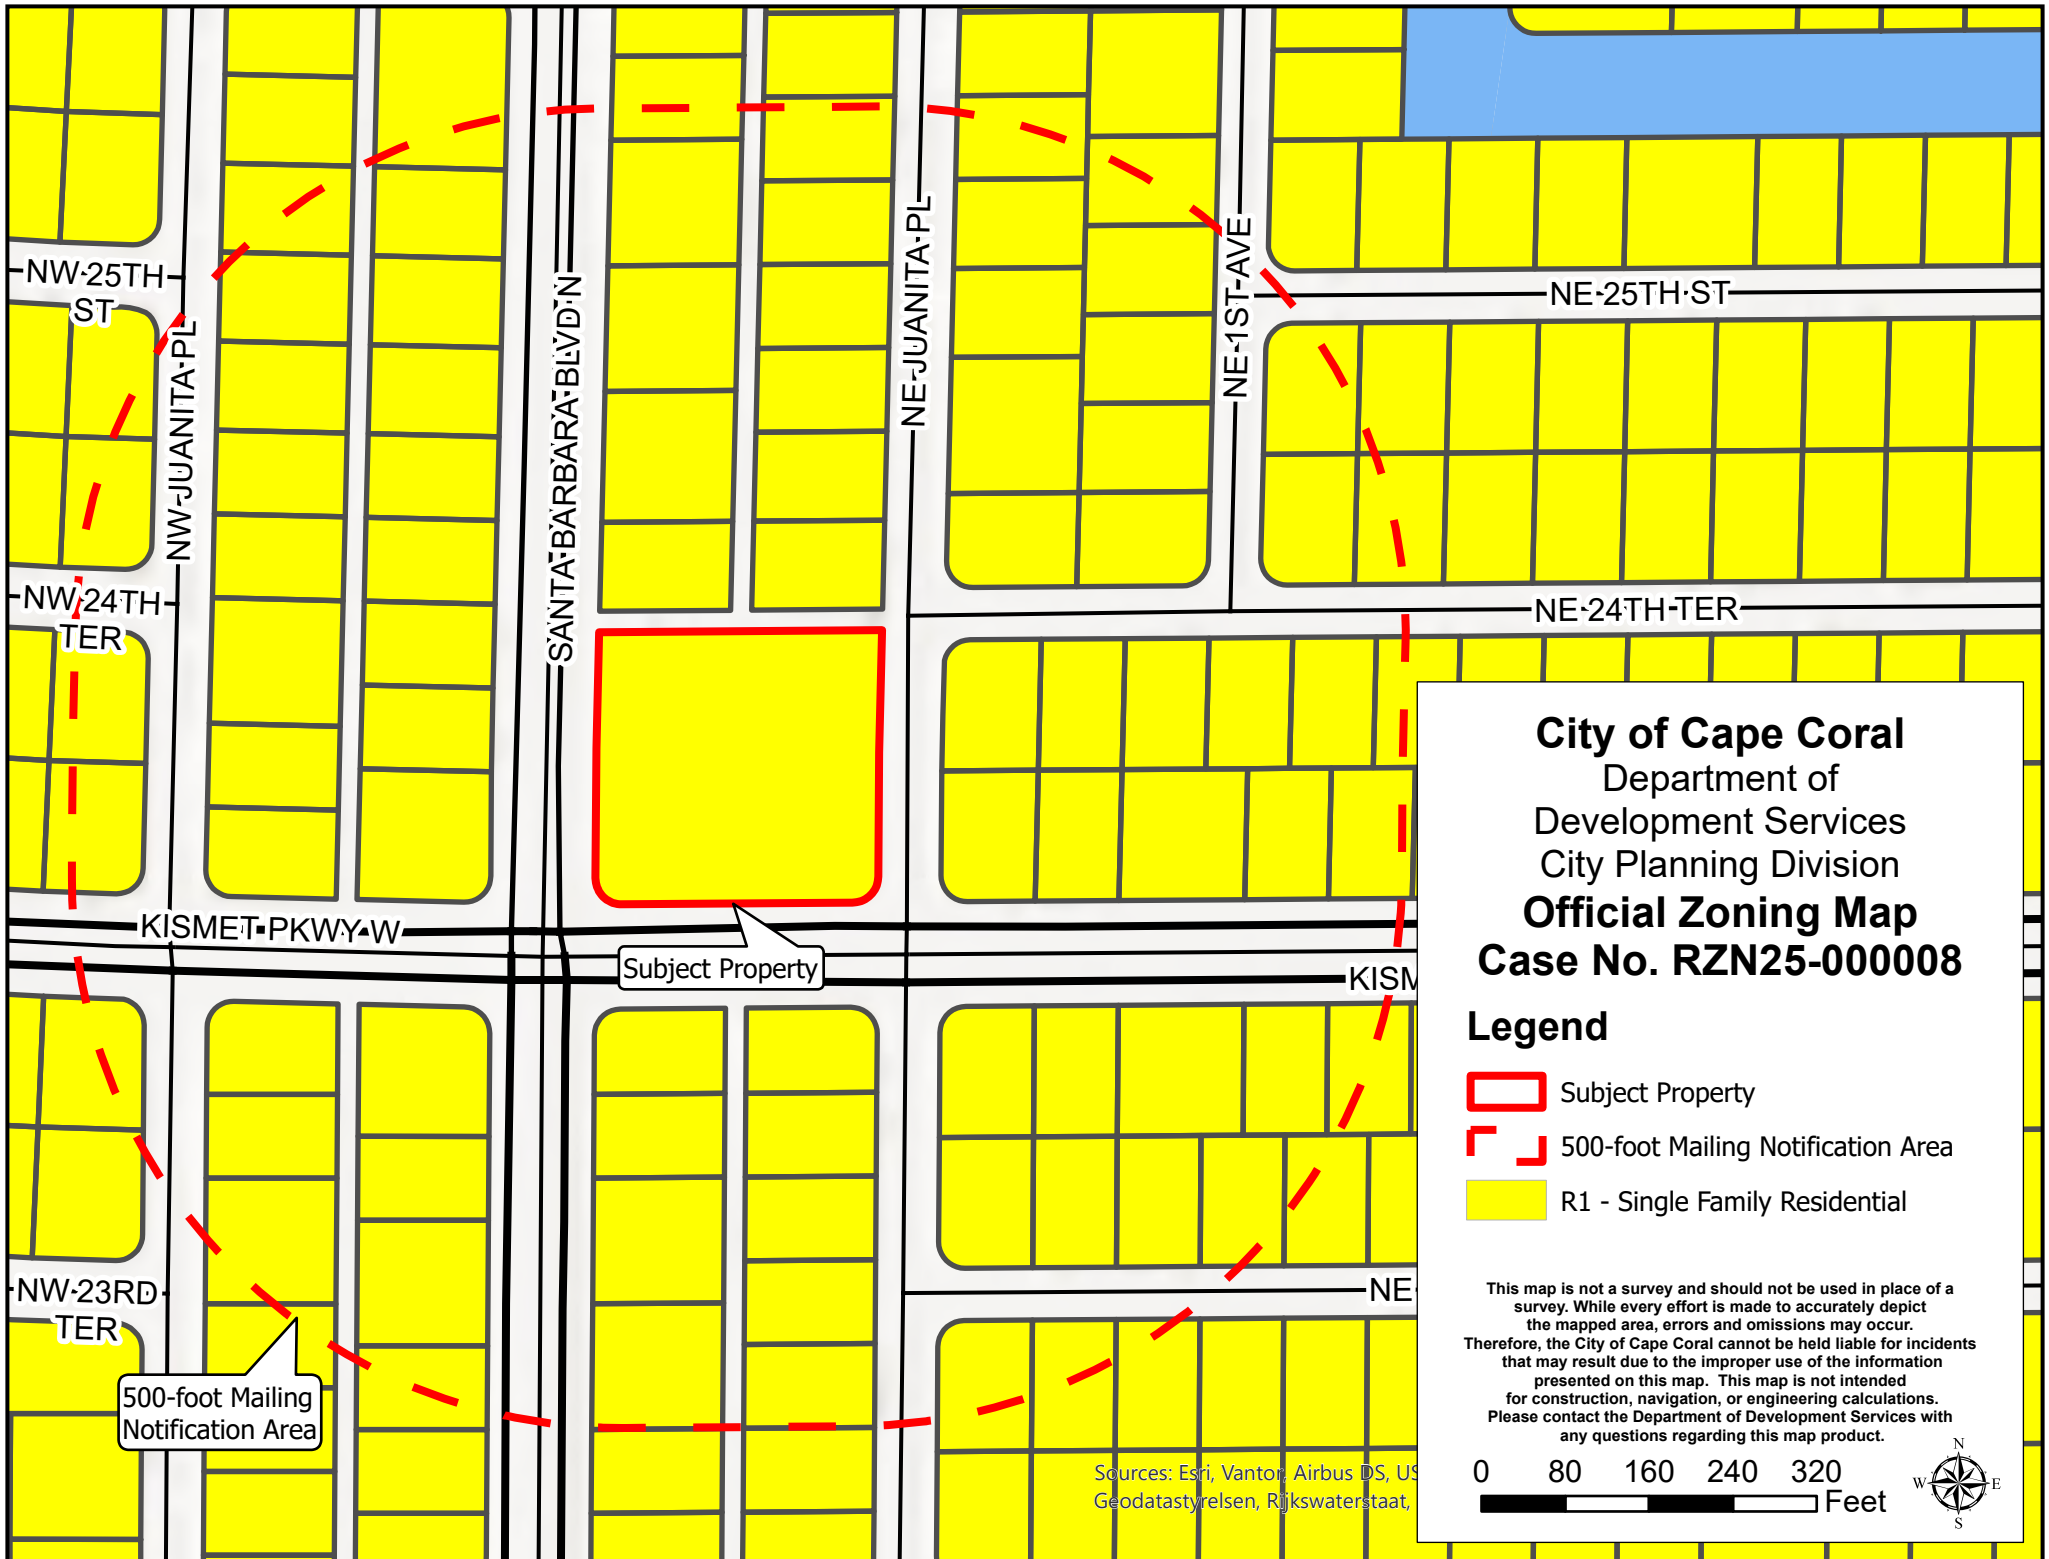 NW 25TH
ST
NW JUANITA PL
SANTA BARBARA BLVD N
NE JUANITA PL
NE 1ST AVE
NE 25TH ST
NW 24TH
TER
NE 24TH TER
KISMET PKWY W
Subject Property
KISM
NW 23RD
TER
NE
500-foot Mailing
Notification Area
Sources: Esri, Vantor, Airbus DS, US
Geodatastyrelsen, Rijkswaterstaat,
City of Cape Coral
Department of
Development Services
City Planning Division
Official Zoning Map
Case No. RZN25-000008
Legend
Subject Property
500-foot Mailing Notification Area
R1 - Single Family Residential
This map is not a survey and should not be used in place of a
survey. While every effort is made to accurately depict
the mapped area, errors and omissions may occur.
Therefore, the City of Cape Coral cannot be held liable for incidents
that may result due to the improper use of the information
presented on this map. This map is not intended
for construction, navigation, or engineering calculations.
Please contact the Department of Development Services with
any questions regarding this map product.
0 80 160 240 320
Feet
N
W E
S